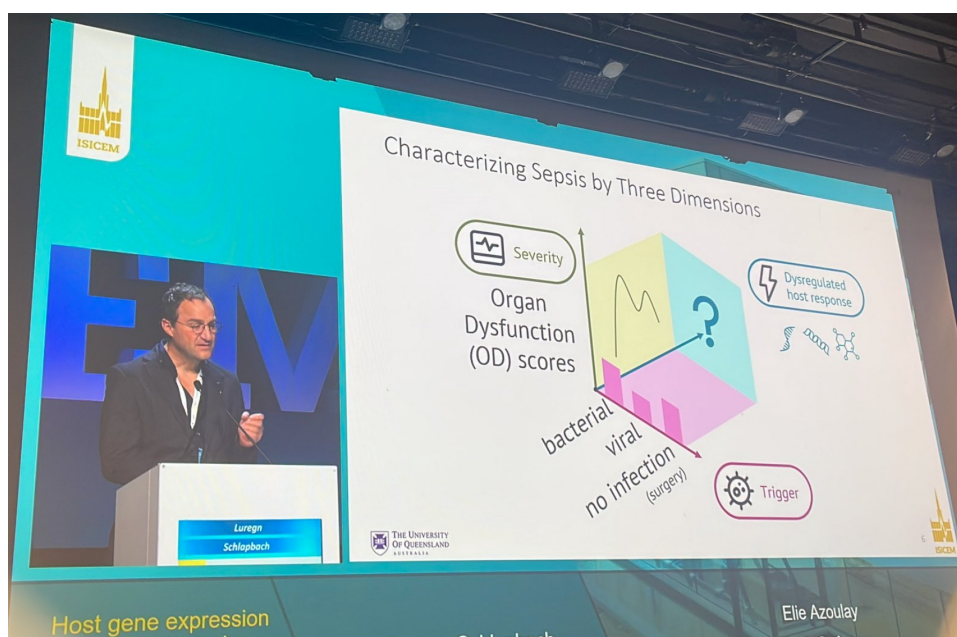 ISICEM
Characterizing Sepsis by Three Dimensions
Severity
Organ
Dysfunction
(OD) scores
Dysregulated
host response
?
bacterial
viral
no infection
(surgery)
Trigger
Luregn
Schlapbach
THE UNIVERSITY
OF QUEENSLAND
AUSTRALIA
6
ISICEM
Host gene expression
Elie Azoulay